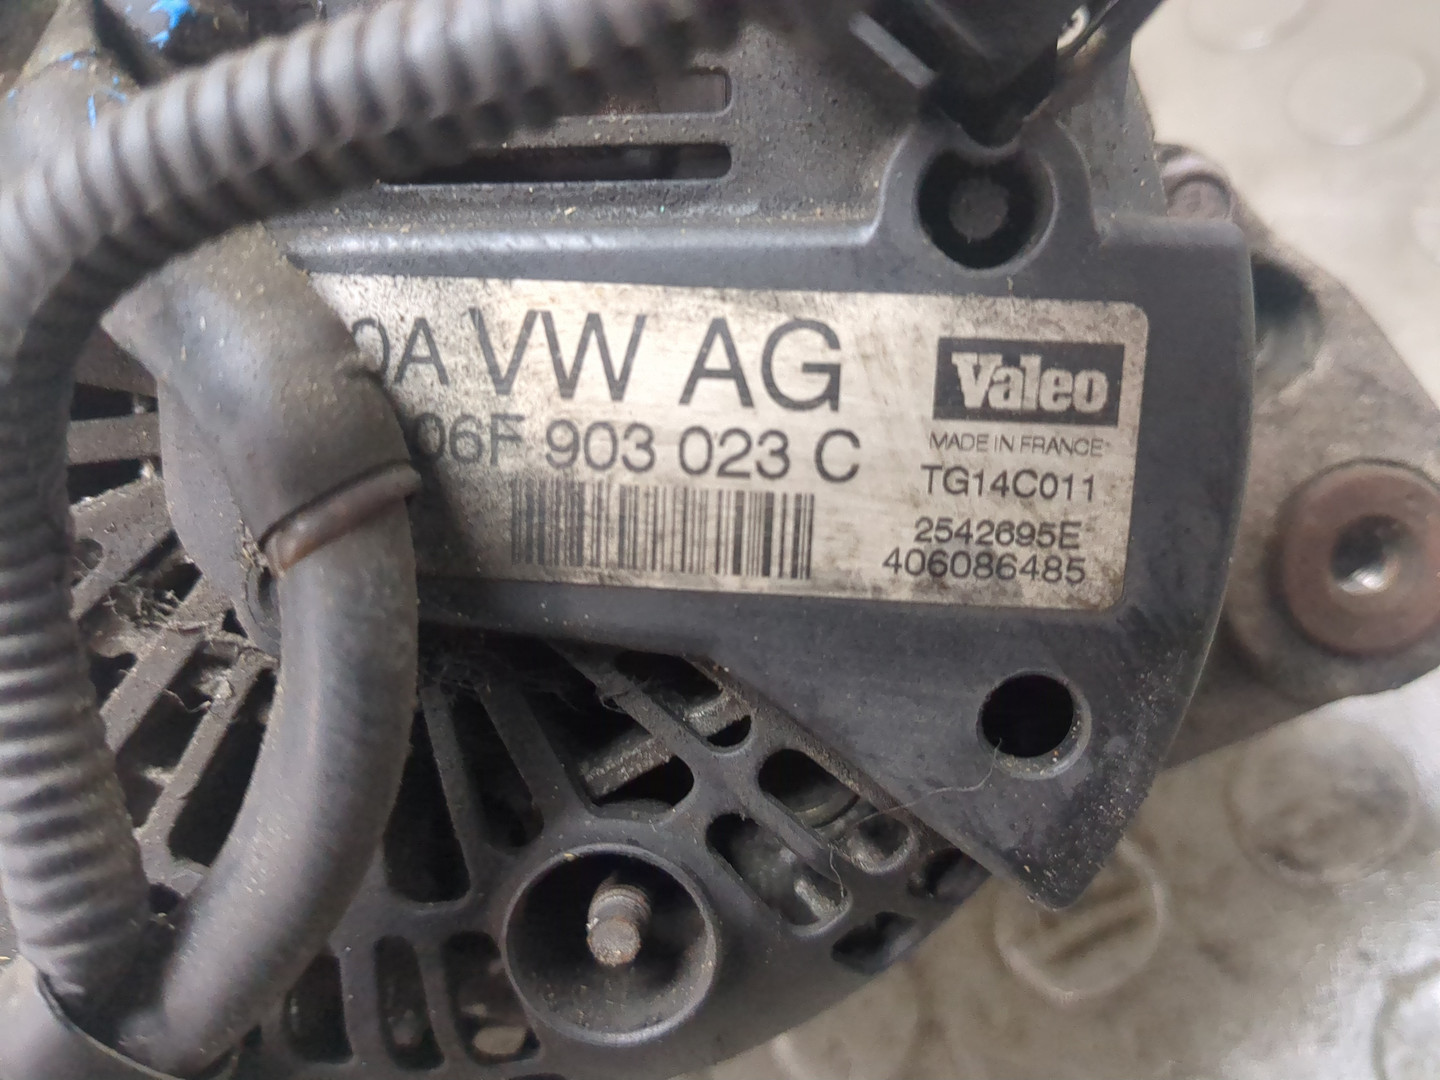 0A VW AG
06F 903 023 C
Valeo
MADE IN FRANCE
TG14C011
2542695E
406086485